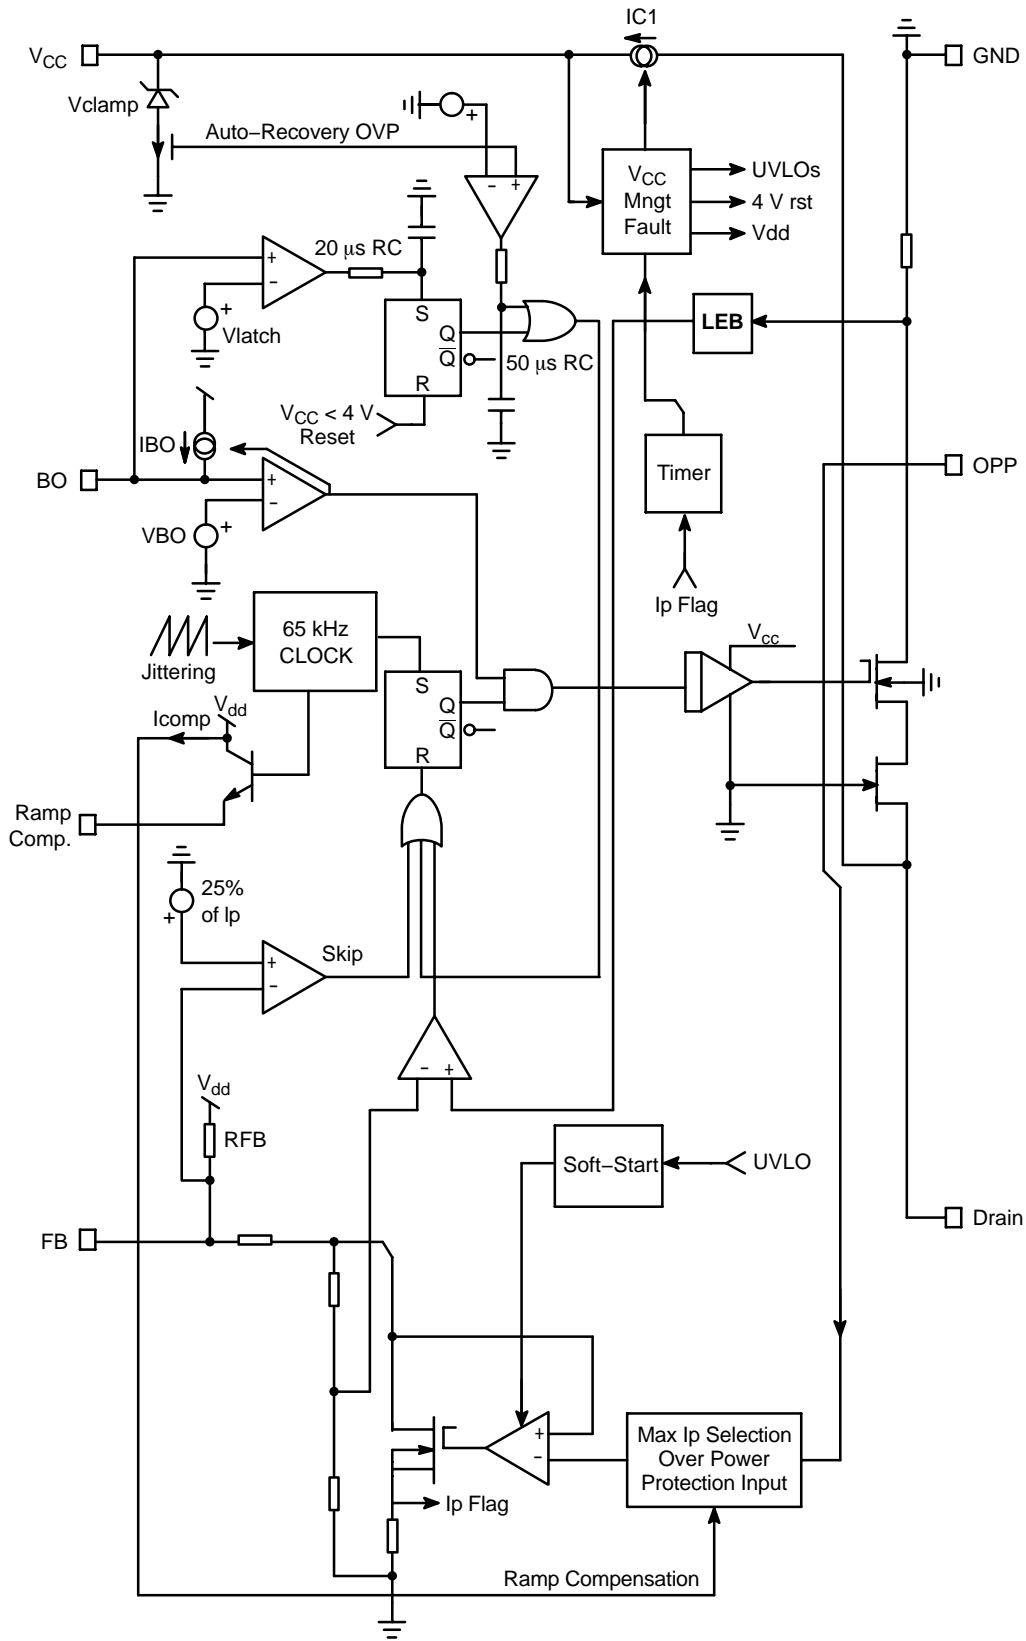 IC1
VCC
GND
Vclamp
+
Auto−Recovery OVP
− +
VCC
Mngt
Fault
UVLOs
4 V rst
Vdd
20 μs RC
+
−
+
Vlatch
S
Q
Q
R
50 μs RC
LEB
VCC < 4 V
Reset
IBO
BO
+
−
VBO
+
Timer
OPP
Ip Flag
65 kHz
CLOCK
Jittering
Vcc
S
Q
Q
R
Icomp
Vdd
Ramp
Comp.
25%
of Ip
+
Skip
+
−
− +
Vdd
RFB
Soft−Start
UVLO
FB
Drain
+
−
Max Ip Selection
Over Power
Protection Input
Ip Flag
Ramp Compensation